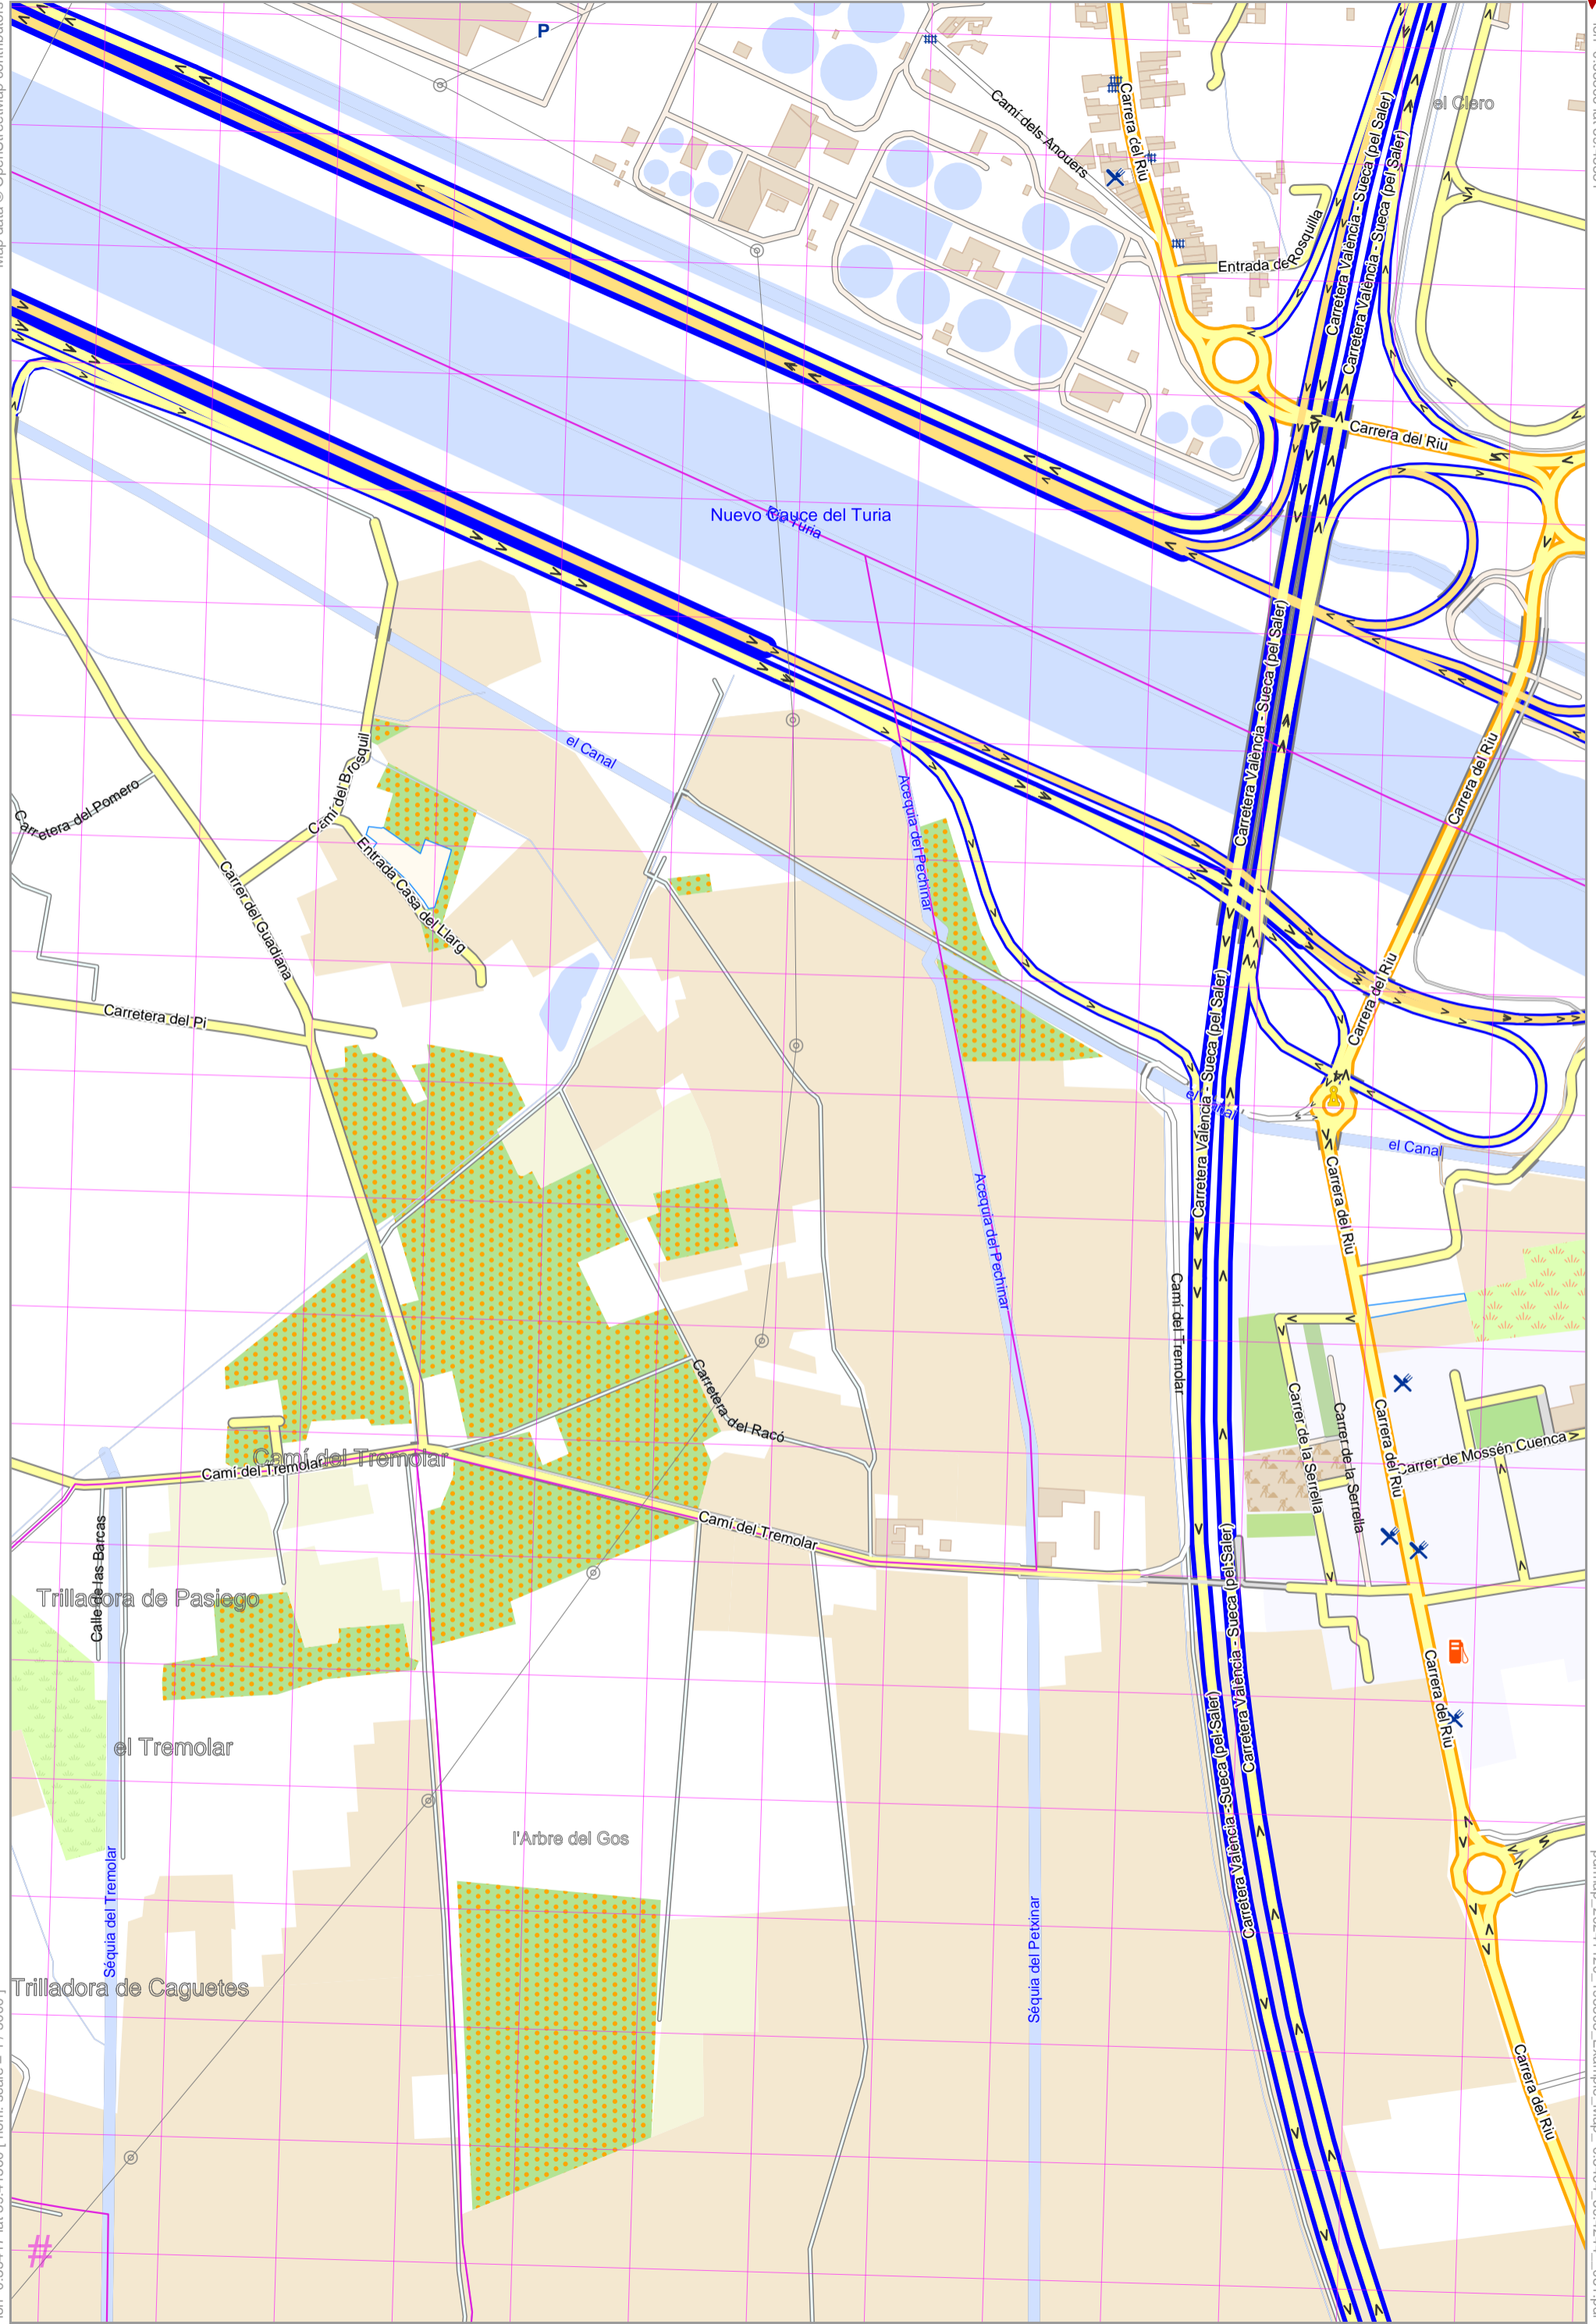 P
el Clero
Camí dels Anouers
Carrera del Riu
Carretera València - Sueca (pel Saler)
Carretera València - Sueca (pel Saler)
Entrada de Rosquilla
Carrera del Riu
Nuevo Cauce del Turia
Río Turia
Carretera València - Sueca (pel Saler)
el Canal
Camí del Brosquil
Carretera del Pomero
Acequia del Pechinar
Carrera del Riu
Entrada Casa del Llarg
Carrer del Guadiana
Carretera del Pi
Carrera del Riu
Carretera València - Sueca (pel Saler)
el Canal
el Canal
Carrera del Riu
Acequia del Pechinar
Camí del Tremolar
Carretera del Racó
Carrer de la Serrella
Carrer de la Serrella
Carrera del Riu
Carrer de Mossén Cuenca
Camí del Tremolar
Camí del Tremolar
Camí del Tremolar
Calle de las Barcas
Trilladora de Pasiego
Carretera València - Sueca (pel Saler)
Carrera del Riu
el Tremolar
Carretera València - Sueca (pel Saler)
l'Arbre del Gos
Séquia del Tremolar
Séquia del Petxinar
Trilladora de Caguetes
Carrera del Riu
#